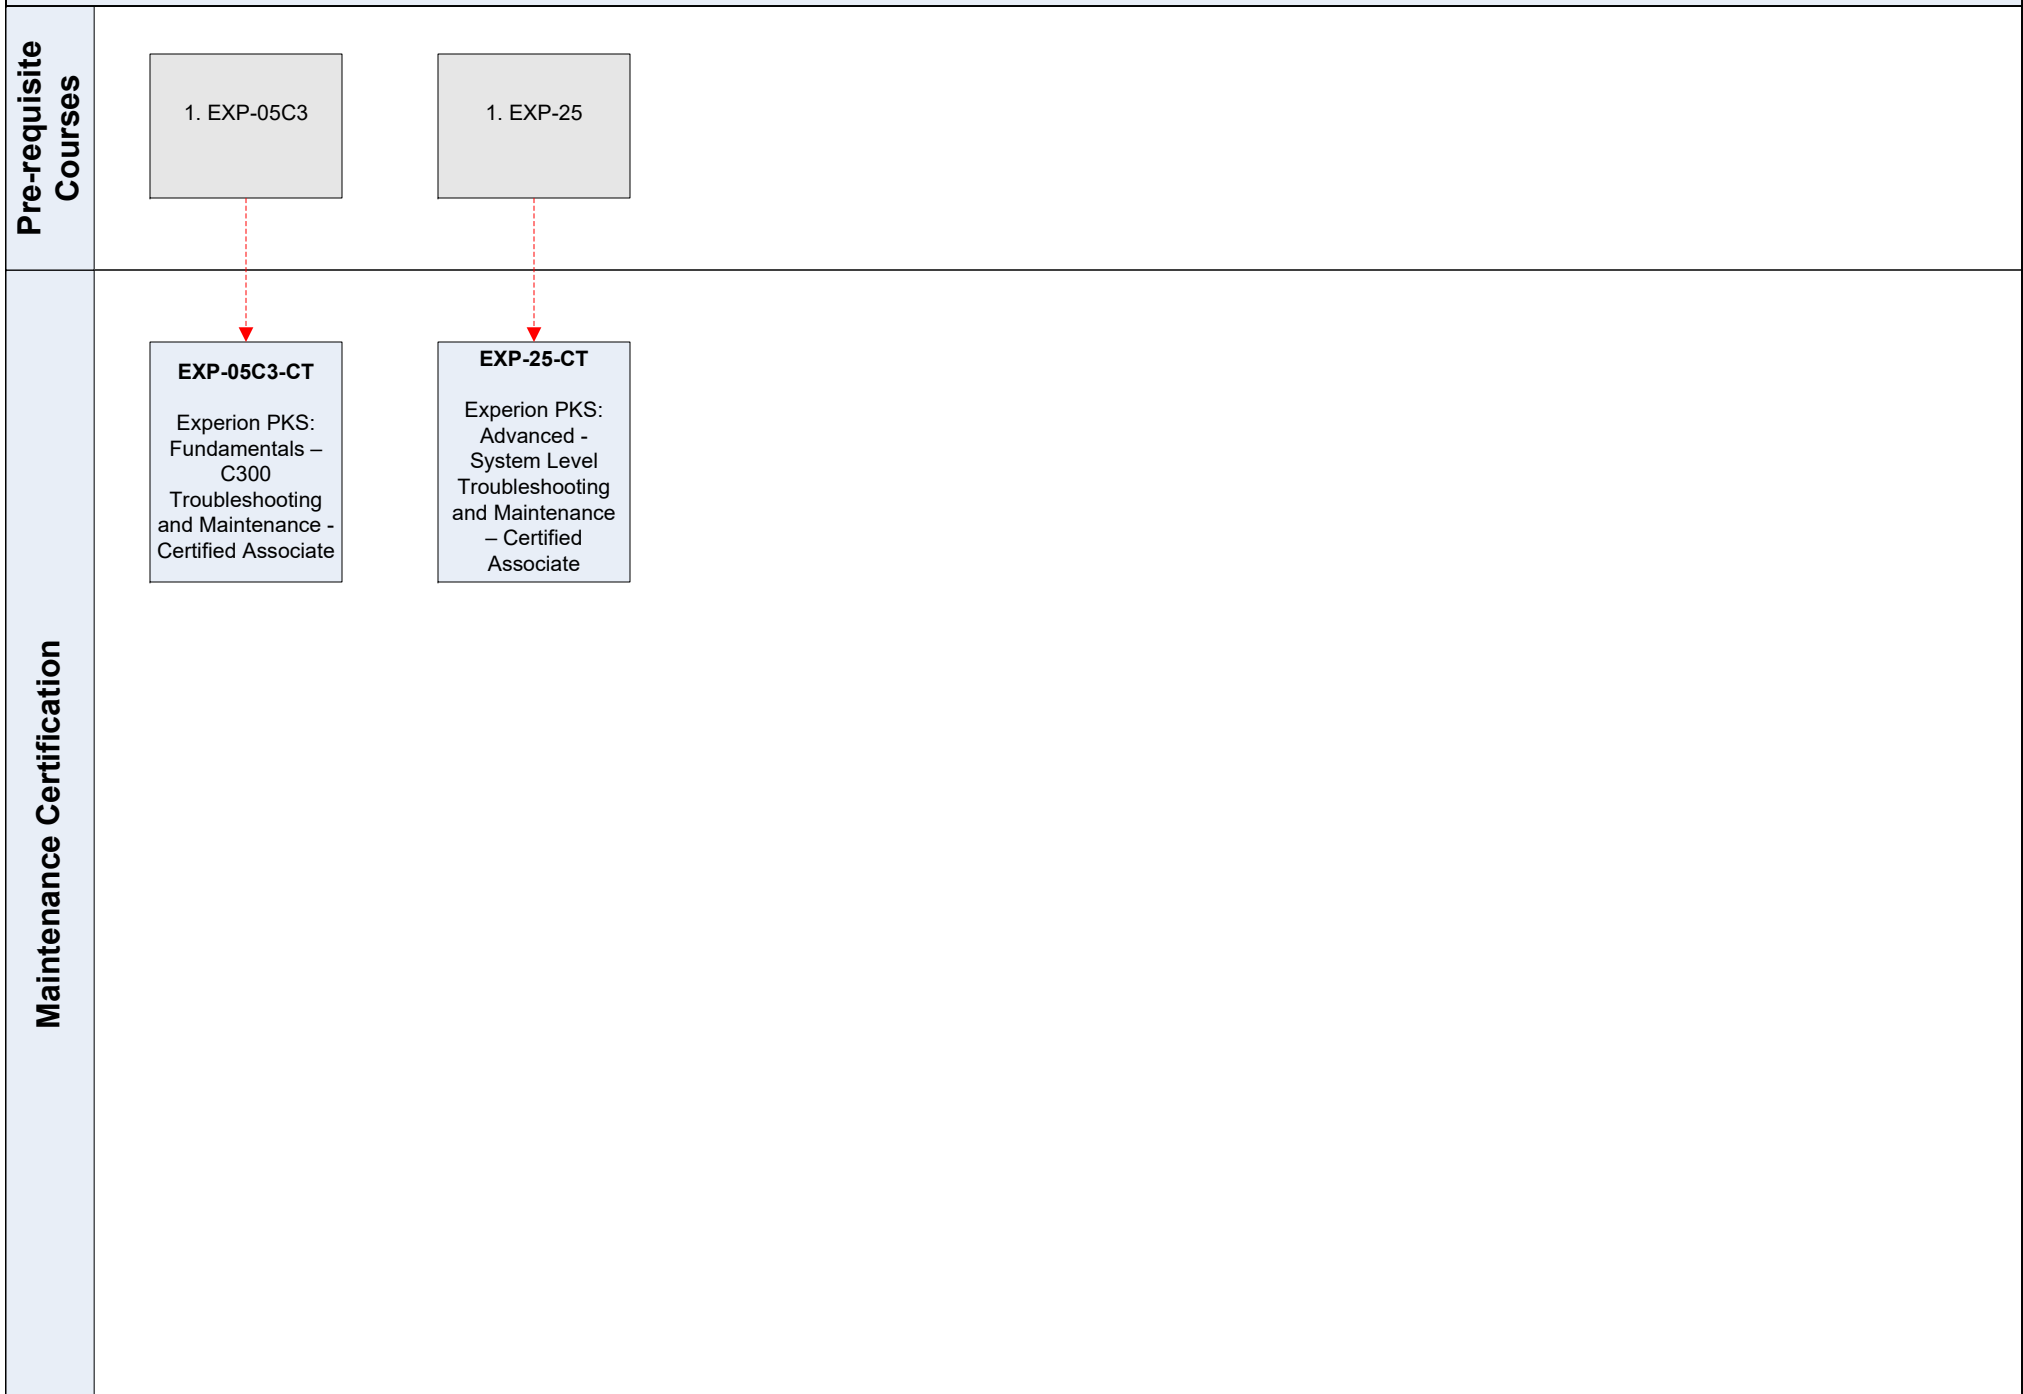 Pre-requisite
Courses
1. EXP-05C3
1. EXP-25
Maintenance Certification
EXP-05C3-CT
Experion PKS:
Fundamentals –
C300
Troubleshooting
and Maintenance -
Certified Associate
EXP-25-CT
Experion PKS:
Advanced -
System Level
Troubleshooting
and Maintenance
– Certified
Associate